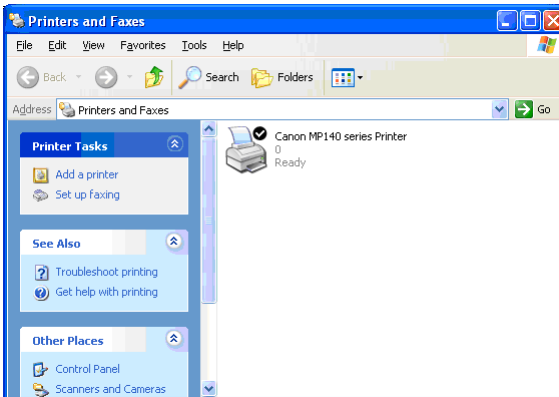 Printers and Faxes
File Edit View Favorites Tools Help
Back Search Folders
Address Printers and Faxes Go
Printer Tasks
Add a printer
Set up faxing
See Also
Troubleshoot printing
Get help with printing
Other Places
Control Panel
Scanners and Cameras
Canon MP140 series Printer
0
Ready